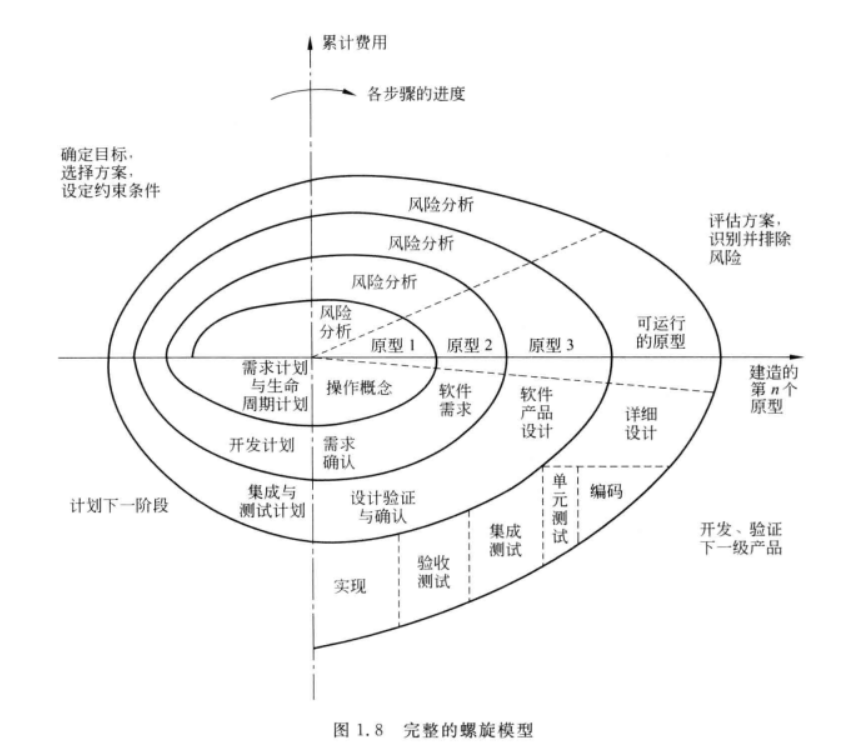 累计费用
各步骤的进度
确定目标,
选择方案,
设定约束条件
风险分析
评估方案,
识别并排除
风险
风险分析
风险分析
风险
分析
原型 1
原型 2
原型 3
可运行
的原型
建造的
第 n 个
原型
需求计划
与生命
周期计划
操作概念
软件
需求
软件
产品
设计
详细
设计
开发计划
需求
确认
计划下一阶段
集成与
测试计划
设计验证
与确认
集成
测试
单
元
测
试
编码
开发、验证
下一级产品
实现
验收
测试
图 1.8 完整的螺旋模型